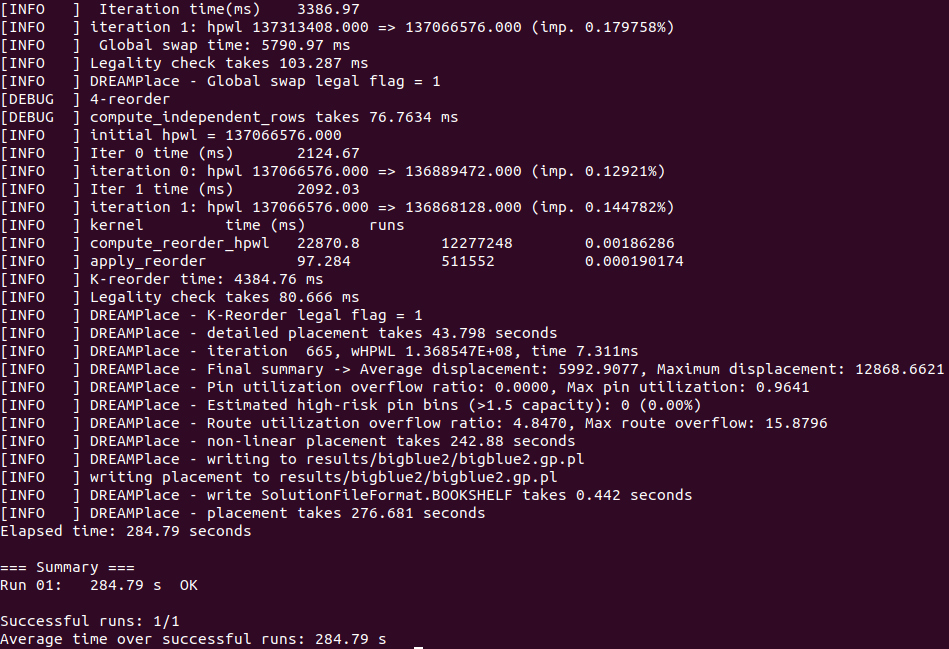 [INFO   ]  Iteration time(ms)    3386.97
[INFO   ] iteration 1: hpwl 137313408.000 => 137066576.000 (imp. 0.179758%)
[INFO   ]  Global swap time: 5790.97 ms
[INFO   ] Legality check takes 103.287 ms
[INFO   ] DREAMPlace - Global swap legal flag = 1
[DEBUG  ] 4-reorder
[DEBUG  ] compute_independent_rows takes 76.7634 ms
[INFO   ] initial hpwl = 137066576.000
[INFO   ] Iter 0 time (ms)       2124.67
[INFO   ] iteration 0: hpwl 137066576.000 => 136889472.000 (imp. 0.12921%)
[INFO   ] Iter 1 time (ms)       2092.03
[INFO   ] iteration 1: hpwl 137066576.000 => 136868128.000 (imp. 0.144782%)
[INFO   ] kernel         time (ms)       runs
[INFO   ] compute_reorder_hpwl   22870.8         12277248        0.00186286
[INFO   ] apply_reorder          97.284          511552          0.000190174
[INFO   ] K-reorder time: 4384.76 ms
[INFO   ] Legality check takes 80.666 ms
[INFO   ] DREAMPlace - K-Reorder legal flag = 1
[INFO   ] DREAMPlace - detailed placement takes 43.798 seconds
[INFO   ] DREAMPlace - iteration  665, wHPWL 1.368547E+08, time 7.311ms
[INFO   ] DREAMPlace - Final summary -> Average displacement: 5992.9077, Maximum displacement: 12868.6621
[INFO   ] DREAMPlace - Pin utilization overflow ratio: 0.0000, Max pin utilization: 0.9641
[INFO   ] DREAMPlace - Estimated high-risk pin bins (>1.5 capacity): 0 (0.00%)
[INFO   ] DREAMPlace - Route utilization overflow ratio: 4.8470, Max route overflow: 15.8796
[INFO   ] DREAMPlace - non-linear placement takes 242.88 seconds
[INFO   ] DREAMPlace - writing to results/bigblue2/bigblue2.gp.pl
[INFO   ] writing placement to results/bigblue2/bigblue2.gp.pl
[INFO   ] DREAMPlace - write SolutionFileFormat.BOOKSHELF takes 0.442 seconds
[INFO   ] DREAMPlace - placement takes 276.681 seconds
Elapsed time: 284.79 seconds

=== Summary ===
Run 01:   284.79 s  OK

Successful runs: 1/1
Average time over successful runs: 284.79 s